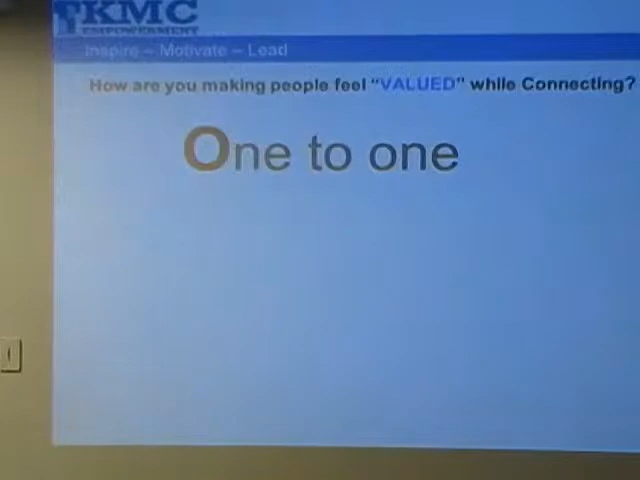 KMC
EMPOWERMENT
Inspire – Motivate – Lead
How are you making people feel “VALUED” while Connecting?
One to one